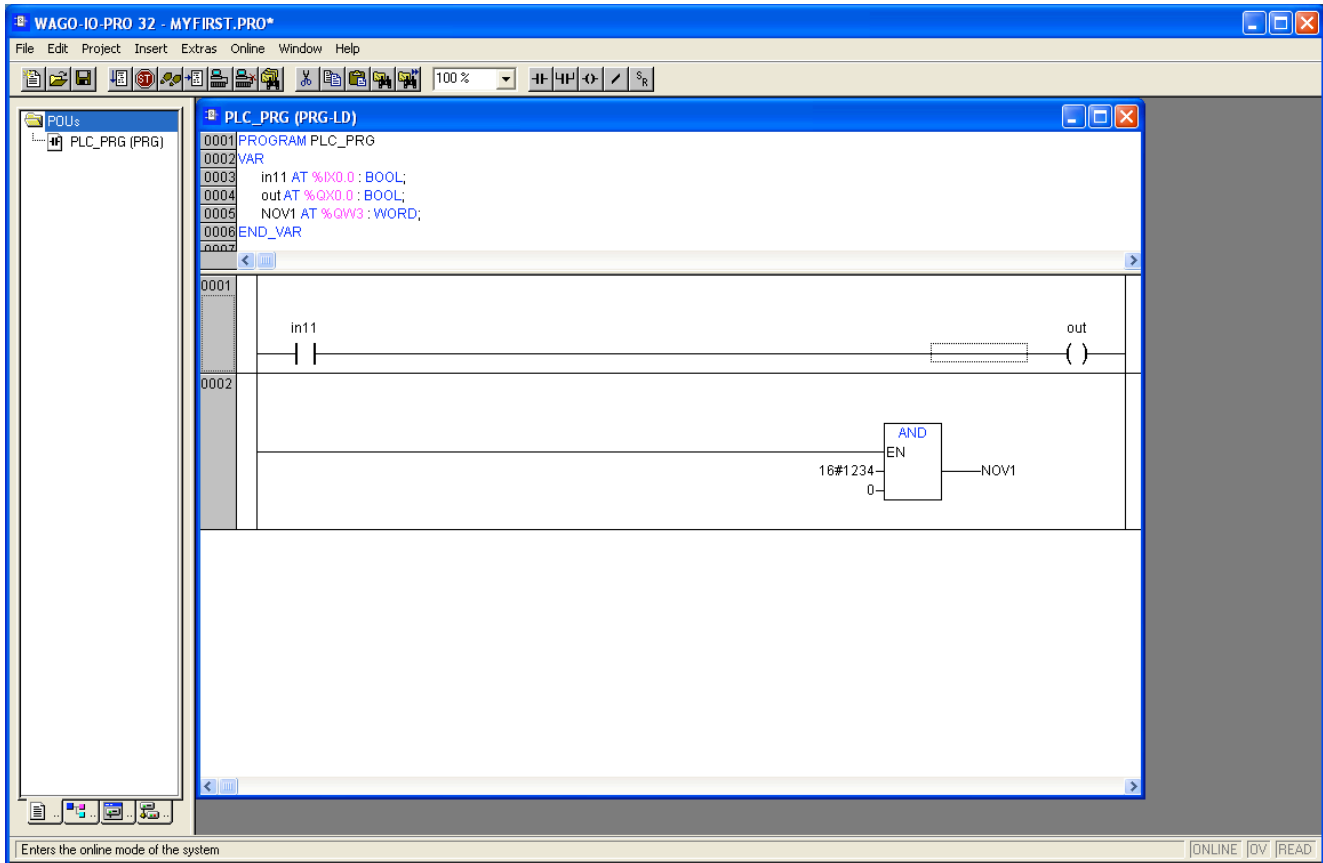 WAGO-IO-PRO 32 - MYFIRST.PRO*
File Edit Project Insert Extras Online Window Help
100 %
S
R
POUs
PLC_PRG (PRG)
PLC_PRG (PRG-LD)
0001 PROGRAM PLC_PRG
0002 VAR
0003 in11 AT %IX0.0 : BOOL;
0004 out AT %QX0.0 : BOOL;
0005 NOV1 AT %QW3 : WORD;
0006 END_VAR
0007
0001
in11 out
0002
AND
EN
16#1234 NOV1
0
Enters the online mode of the system ONLINE OV READ